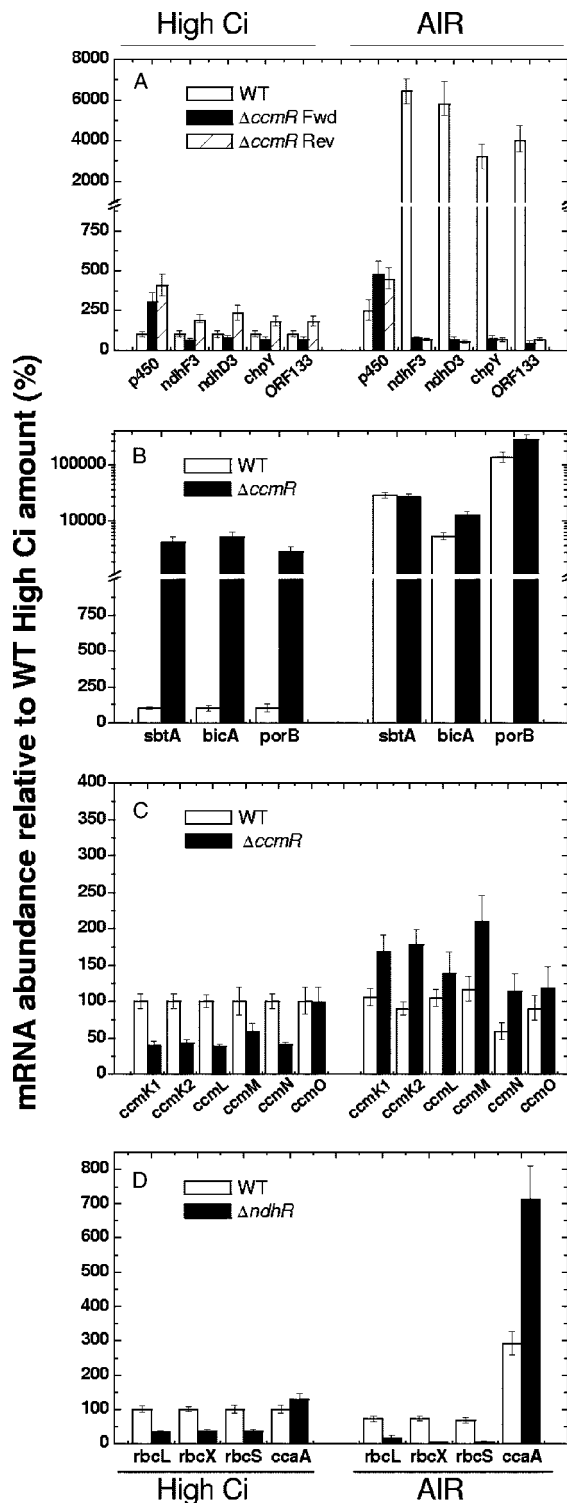 High Ci AIR
mRNA abundance relative to WT High Ci amount (%)
A
WT
ΔccmR Fwd
ΔccmR Rev
8000
6000
4000
2000
750
500
250
0
p450 ndhF3 ndhD3 chpY ORF133 p450 ndhF3 ndhD3 chpY ORF133
B
WT
ΔccmR
100000
10000
750
500
250
0
sbtA bicA porB sbtA bicA porB
C
WT
ΔccmR
400
350
300
250
200
150
100
50
0
ccmK1 ccmK2 ccmL ccmM ccmN ccmO ccmK1 ccmK2 ccmL ccmM ccmN ccmO
D
WT
ΔndhR
800
700
600
500
400
300
200
100
0
rbcL rbcX rbcS ccaA rbcL rbcX rbcS ccaA
High Ci AIR